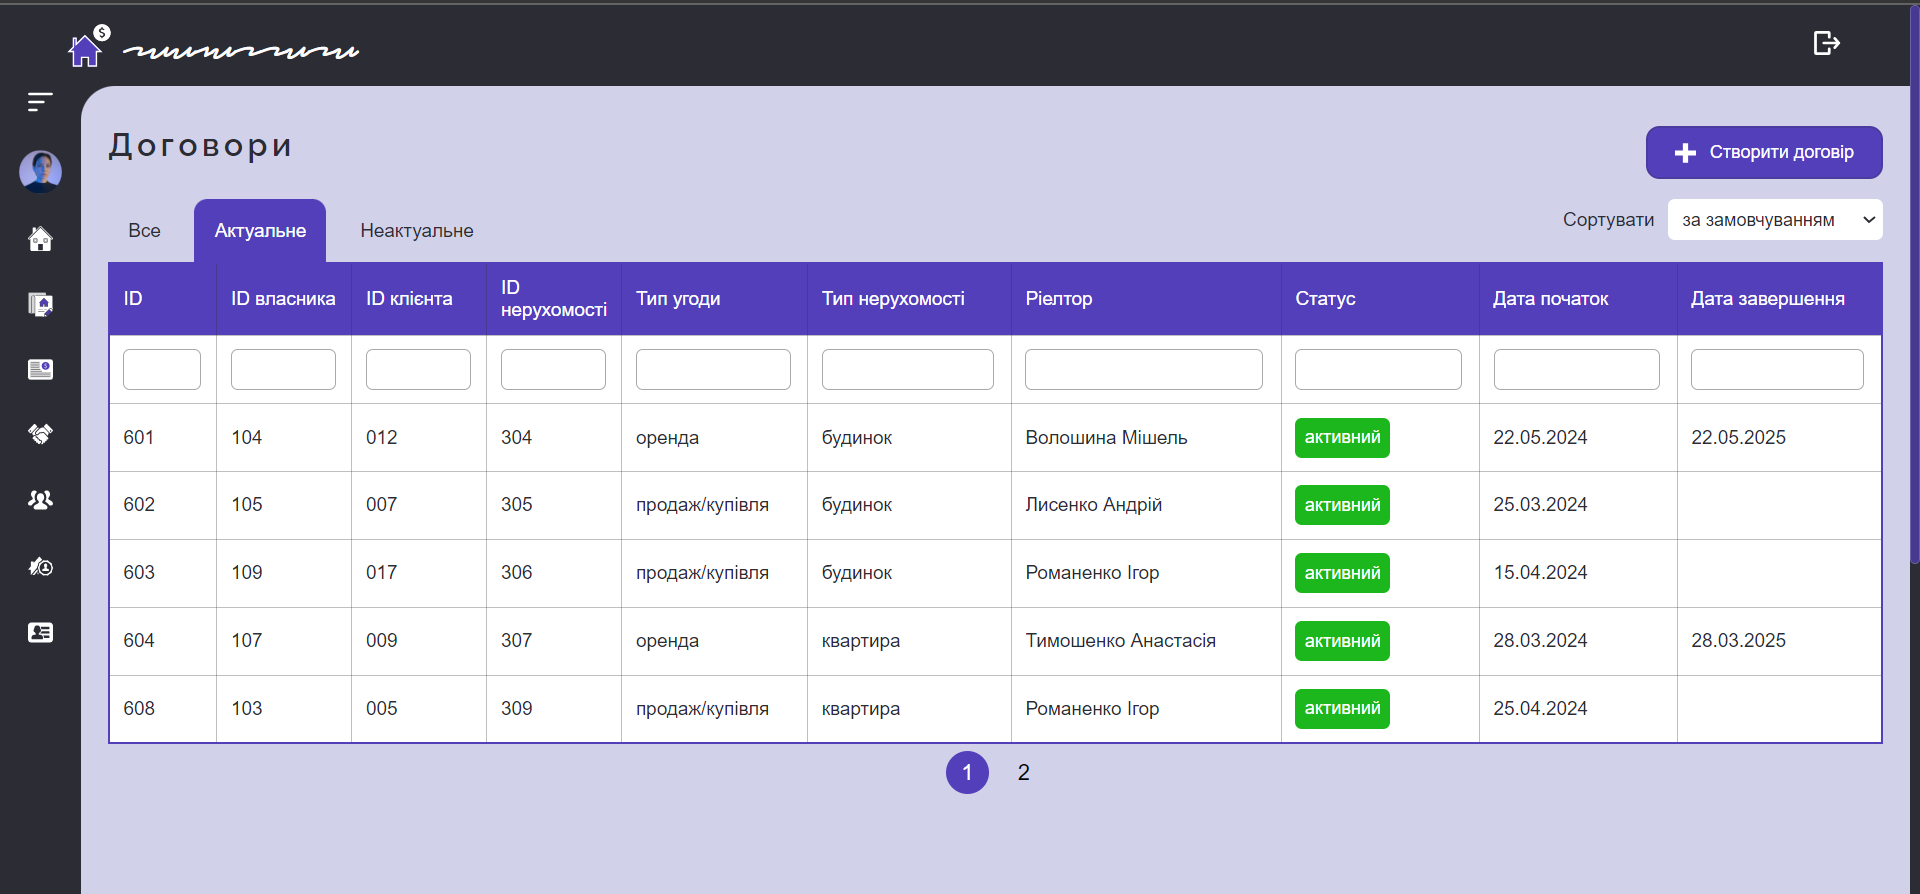 $
Договори
Створити договір
Все Актуальне Неактуальне
Сортувати за замовчуванням
ID ID власника ID клієнта ID нерухомості Тип угоди Тип нерухомості Ріелтор Статус Дата початок Дата завершення
601 104 012 304 оренда будинок Волошина Мішель активний 22.05.2024 22.05.2025
602 105 007 305 продаж/купівля будинок Лисенко Андрій активний 25.03.2024
603 109 017 306 продаж/купівля будинок Романенко Ігор активний 15.04.2024
604 107 009 307 оренда квартира Тимошенко Анастасія активний 28.03.2024 28.03.2025
608 103 005 309 продаж/купівля квартира Романенко Ігор активний 25.04.2024
1 2